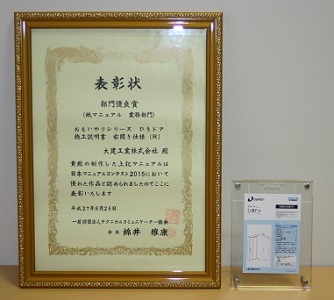 表彰状
部門優良賞
(紙マニュアル 業務部門)
おもいやりシリーズ ひきドア
施工説明書 右開き仕様(R)
大建工業株式会社 殿
貴殿の制作した上記マニュアルは
日本マニュアルコンテスト2015において
優れた作品と認められましたのでここに
表彰いたします
平成27年8月25日
一般財団法人テクニカルコミュニケーター協会
会長 綿井 雅康